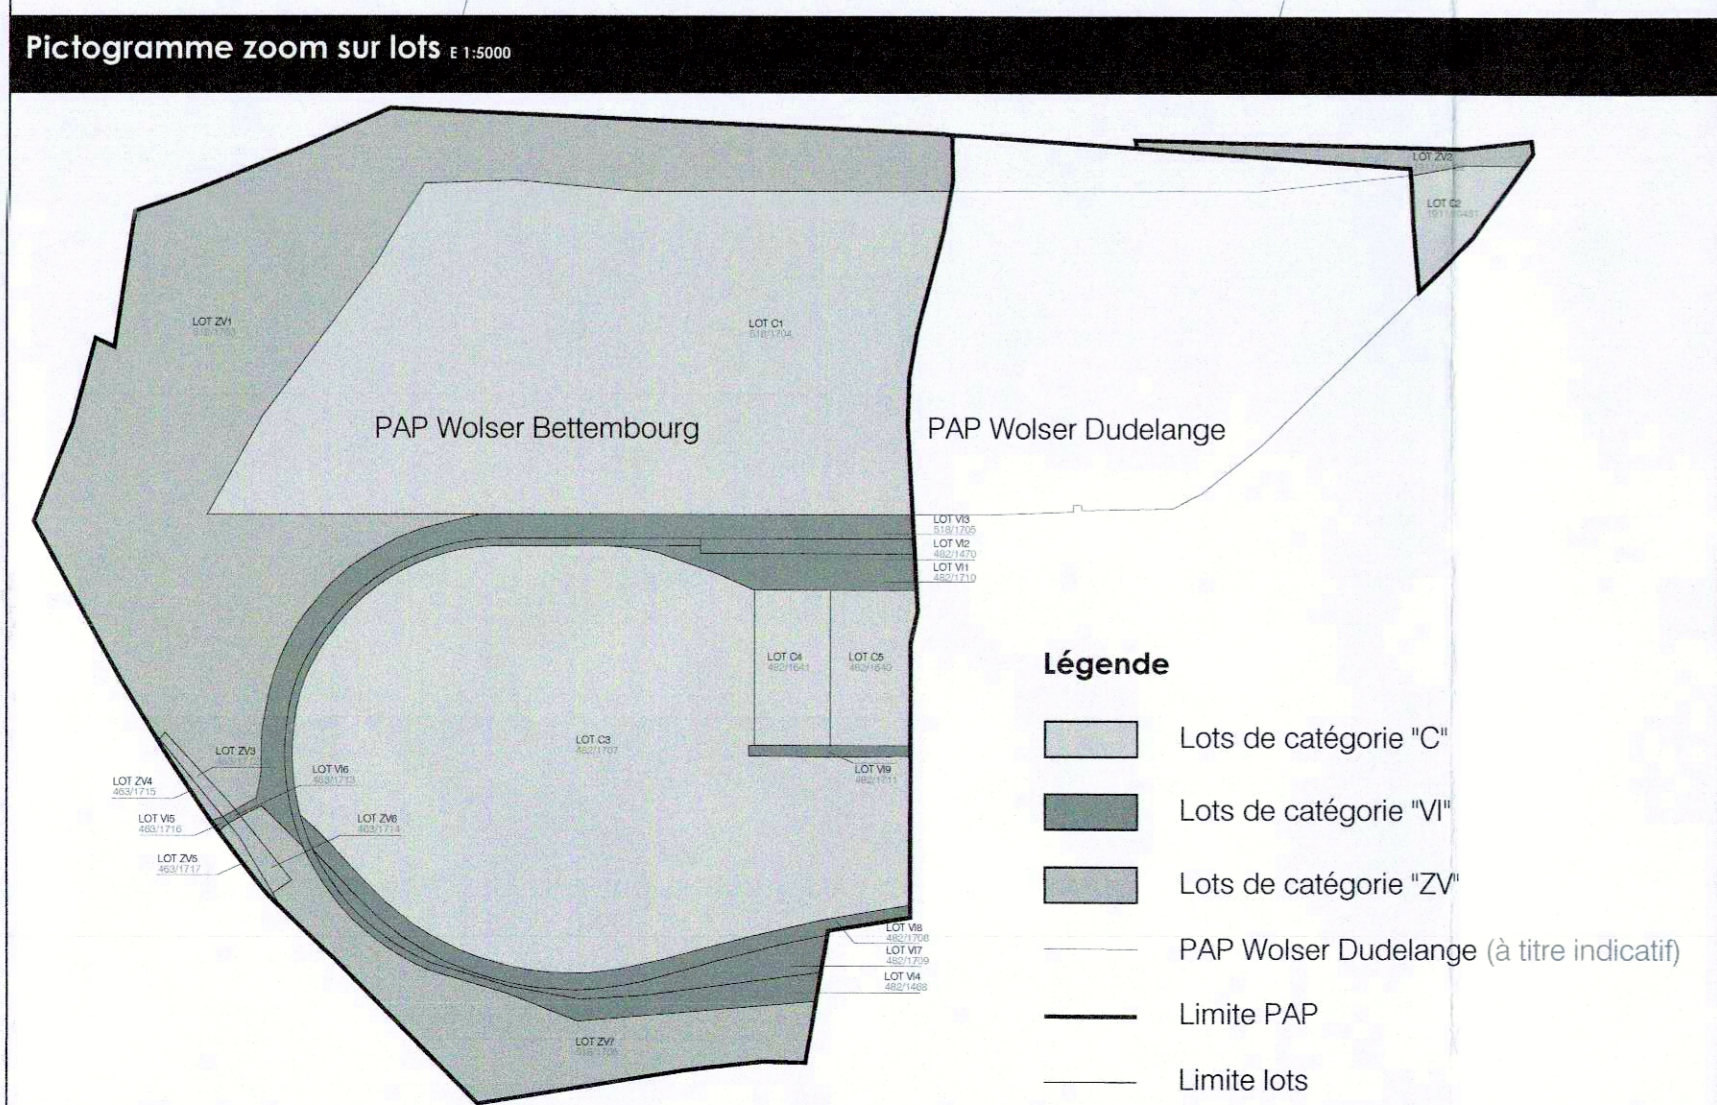 Pictogramme zoom sur lots E 1:5000
LOT ZV2
LOT C2
LOT ZV1
LOT C1
518/1704
PAP Wolser Bettembourg
PAP Wolser Dudelange
LOT VI3
518/1705
LOT VI2
482/1470
LOT VI1
482/1710
LOT C4
482/1641
LOT C5
LOT C3
482/1707
LOT ZV3
LOT VI6
463/1713
LOT VI9
482/1711
LOT ZV4
463/1715
LOT VI5
463/1716
LOT ZV6
463/1714
LOT ZV5
463/1717
LOT VI8
482/1708
LOT VI7
482/1709
LOT VI4
482/1468
LOT ZV7
Légende
Lots de catégorie "C"
Lots de catégorie "VI"
Lots de catégorie "ZV"
PAP Wolser Dudelange (à titre indicatif)
Limite PAP
Limite lots